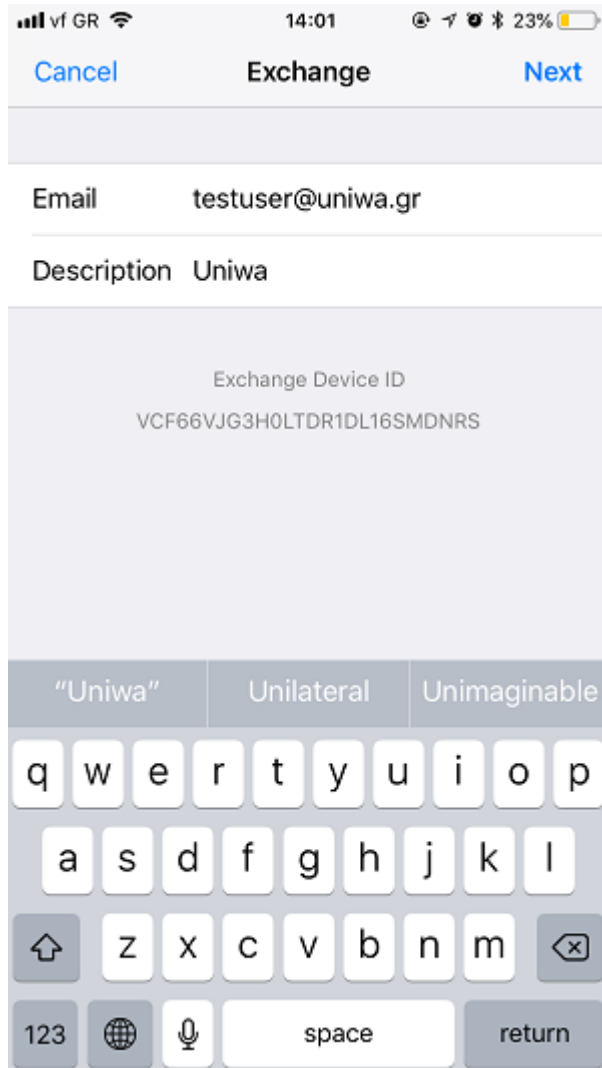 vf GR 14:01 23%
Cancel Exchange Next
Email testuser@uniwa.gr
Description Uniwa
Exchange Device ID
VCF66VJG3H0LTDR1DL16SMDNRS
“Uniwa” Unilateral Unimaginable
q w e r t y u i o p
a s d f g h j k l
z x c v b n m
123 space return